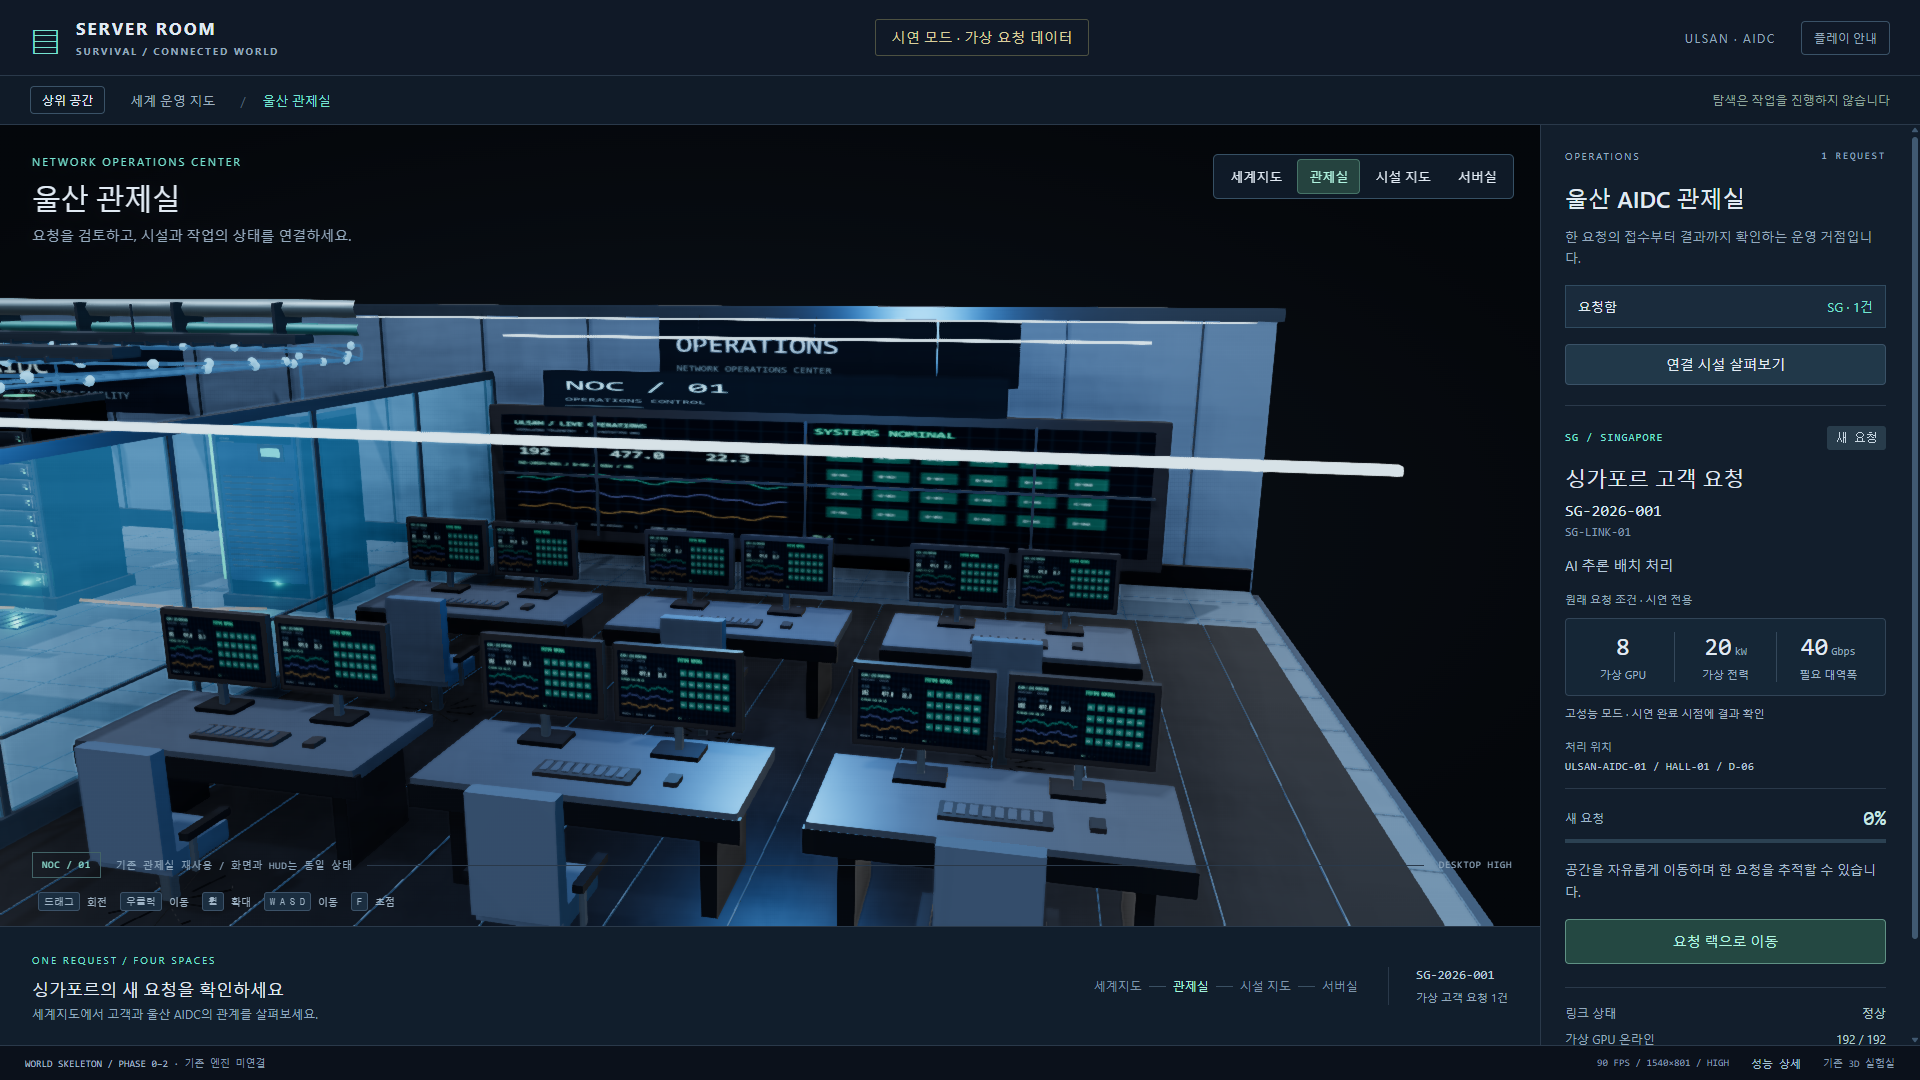 SERVER ROOM
SURVIVAL / CONNECTED WORLD
시연 모드 · 가상 요청 데이터
ULSAN · AIDC
플레이 안내
상위 공간
세계 운영 지도 / 울산 관제실
탐색은 작업을 진행하지 않습니다
NETWORK OPERATIONS CENTER
울산 관제실
요청을 검토하고, 시설과 작업의 상태를 연결하세요.
세계지도
관제실
시설 지도
서버실
OPERATIONS
NETWORK OPERATIONS CENTER
NOC / 01
OPERATIONS CONTROL
ULSAN / LIVE OPERATIONS
SYSTEMS NOMINAL
192
477.0
22.3
NOC / 01
기존 관제실 재사용 / 화면과 HUD는 동일 상태
DESKTOP HIGH
드래그 회전
우클릭 이동
휠 확대
W A S D 이동
F 초점
ONE REQUEST / FOUR SPACES
싱가포르의 새 요청을 확인하세요
세계지도에서 고객과 울산 AIDC의 관계를 살펴보세요.
세계지도 — 관제실 — 시설 지도 — 서버실
SG-2026-001
가상 고객 요청 1건
OPERATIONS
1 REQUEST
울산 AIDC 관제실
한 요청의 접수부터 결과까지 확인하는 운영 거점입니
다.
요청함
SG · 1건
연결 시설 살펴보기
SG / SINGAPORE
새 요청
싱가포르 고객 요청
SG-2026-001
SG-LINK-01
AI 추론 배치 처리
원래 요청 조건 · 시연 전용
8
가상 GPU
20 kW
가상 전력
40 Gbps
필요 대역폭
고성능 모드 · 시연 완료 시점에 결과 확인
처리 위치
ULSAN-AIDC-01 / HALL-01 / D-06
새 요청
0%
공간을 자유롭게 이동하며 한 요청을 추적할 수 있습니
다.
요청 랙으로 이동
링크 상태
정상
가상 GPU 온라인
192 / 192
WORLD SKELETON / PHASE 0-2 · 기존 엔진 미연결
90 FPS / 1540×801 / HIGH
성능 상세
기존 3D 실험실